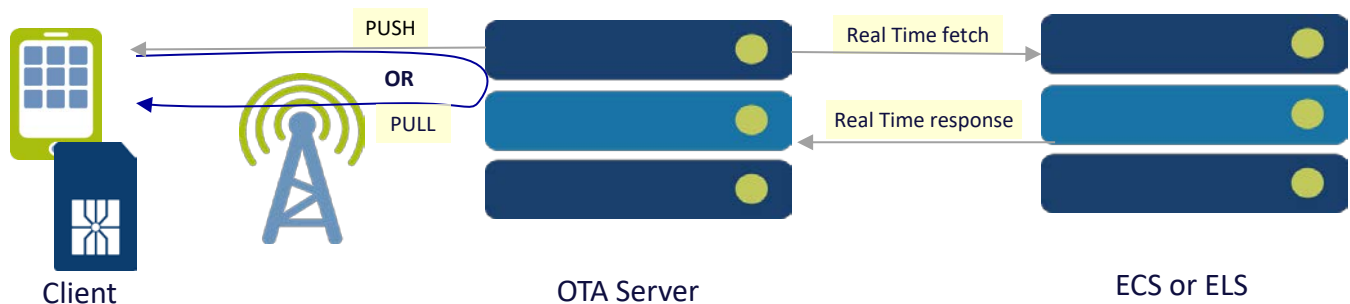 PUSH
Real Time fetch
OR
PULL
Real Time response
Client
OTA Server
ECS or ELS